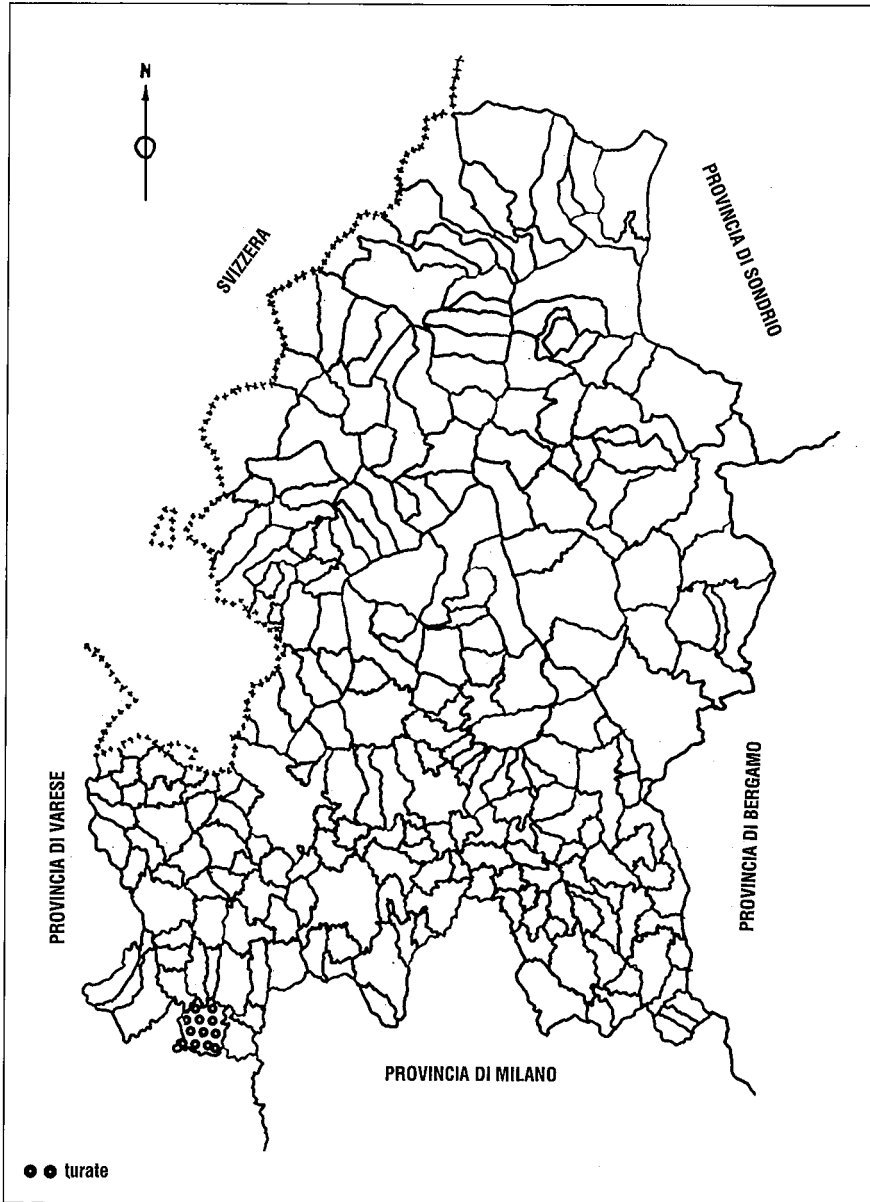 N
SVIZZERA
PROVINCIA DI SONDRIO
PROVINCIA DI VARESE
PROVINCIA DI BERGAMO
PROVINCIA DI MILANO
turate